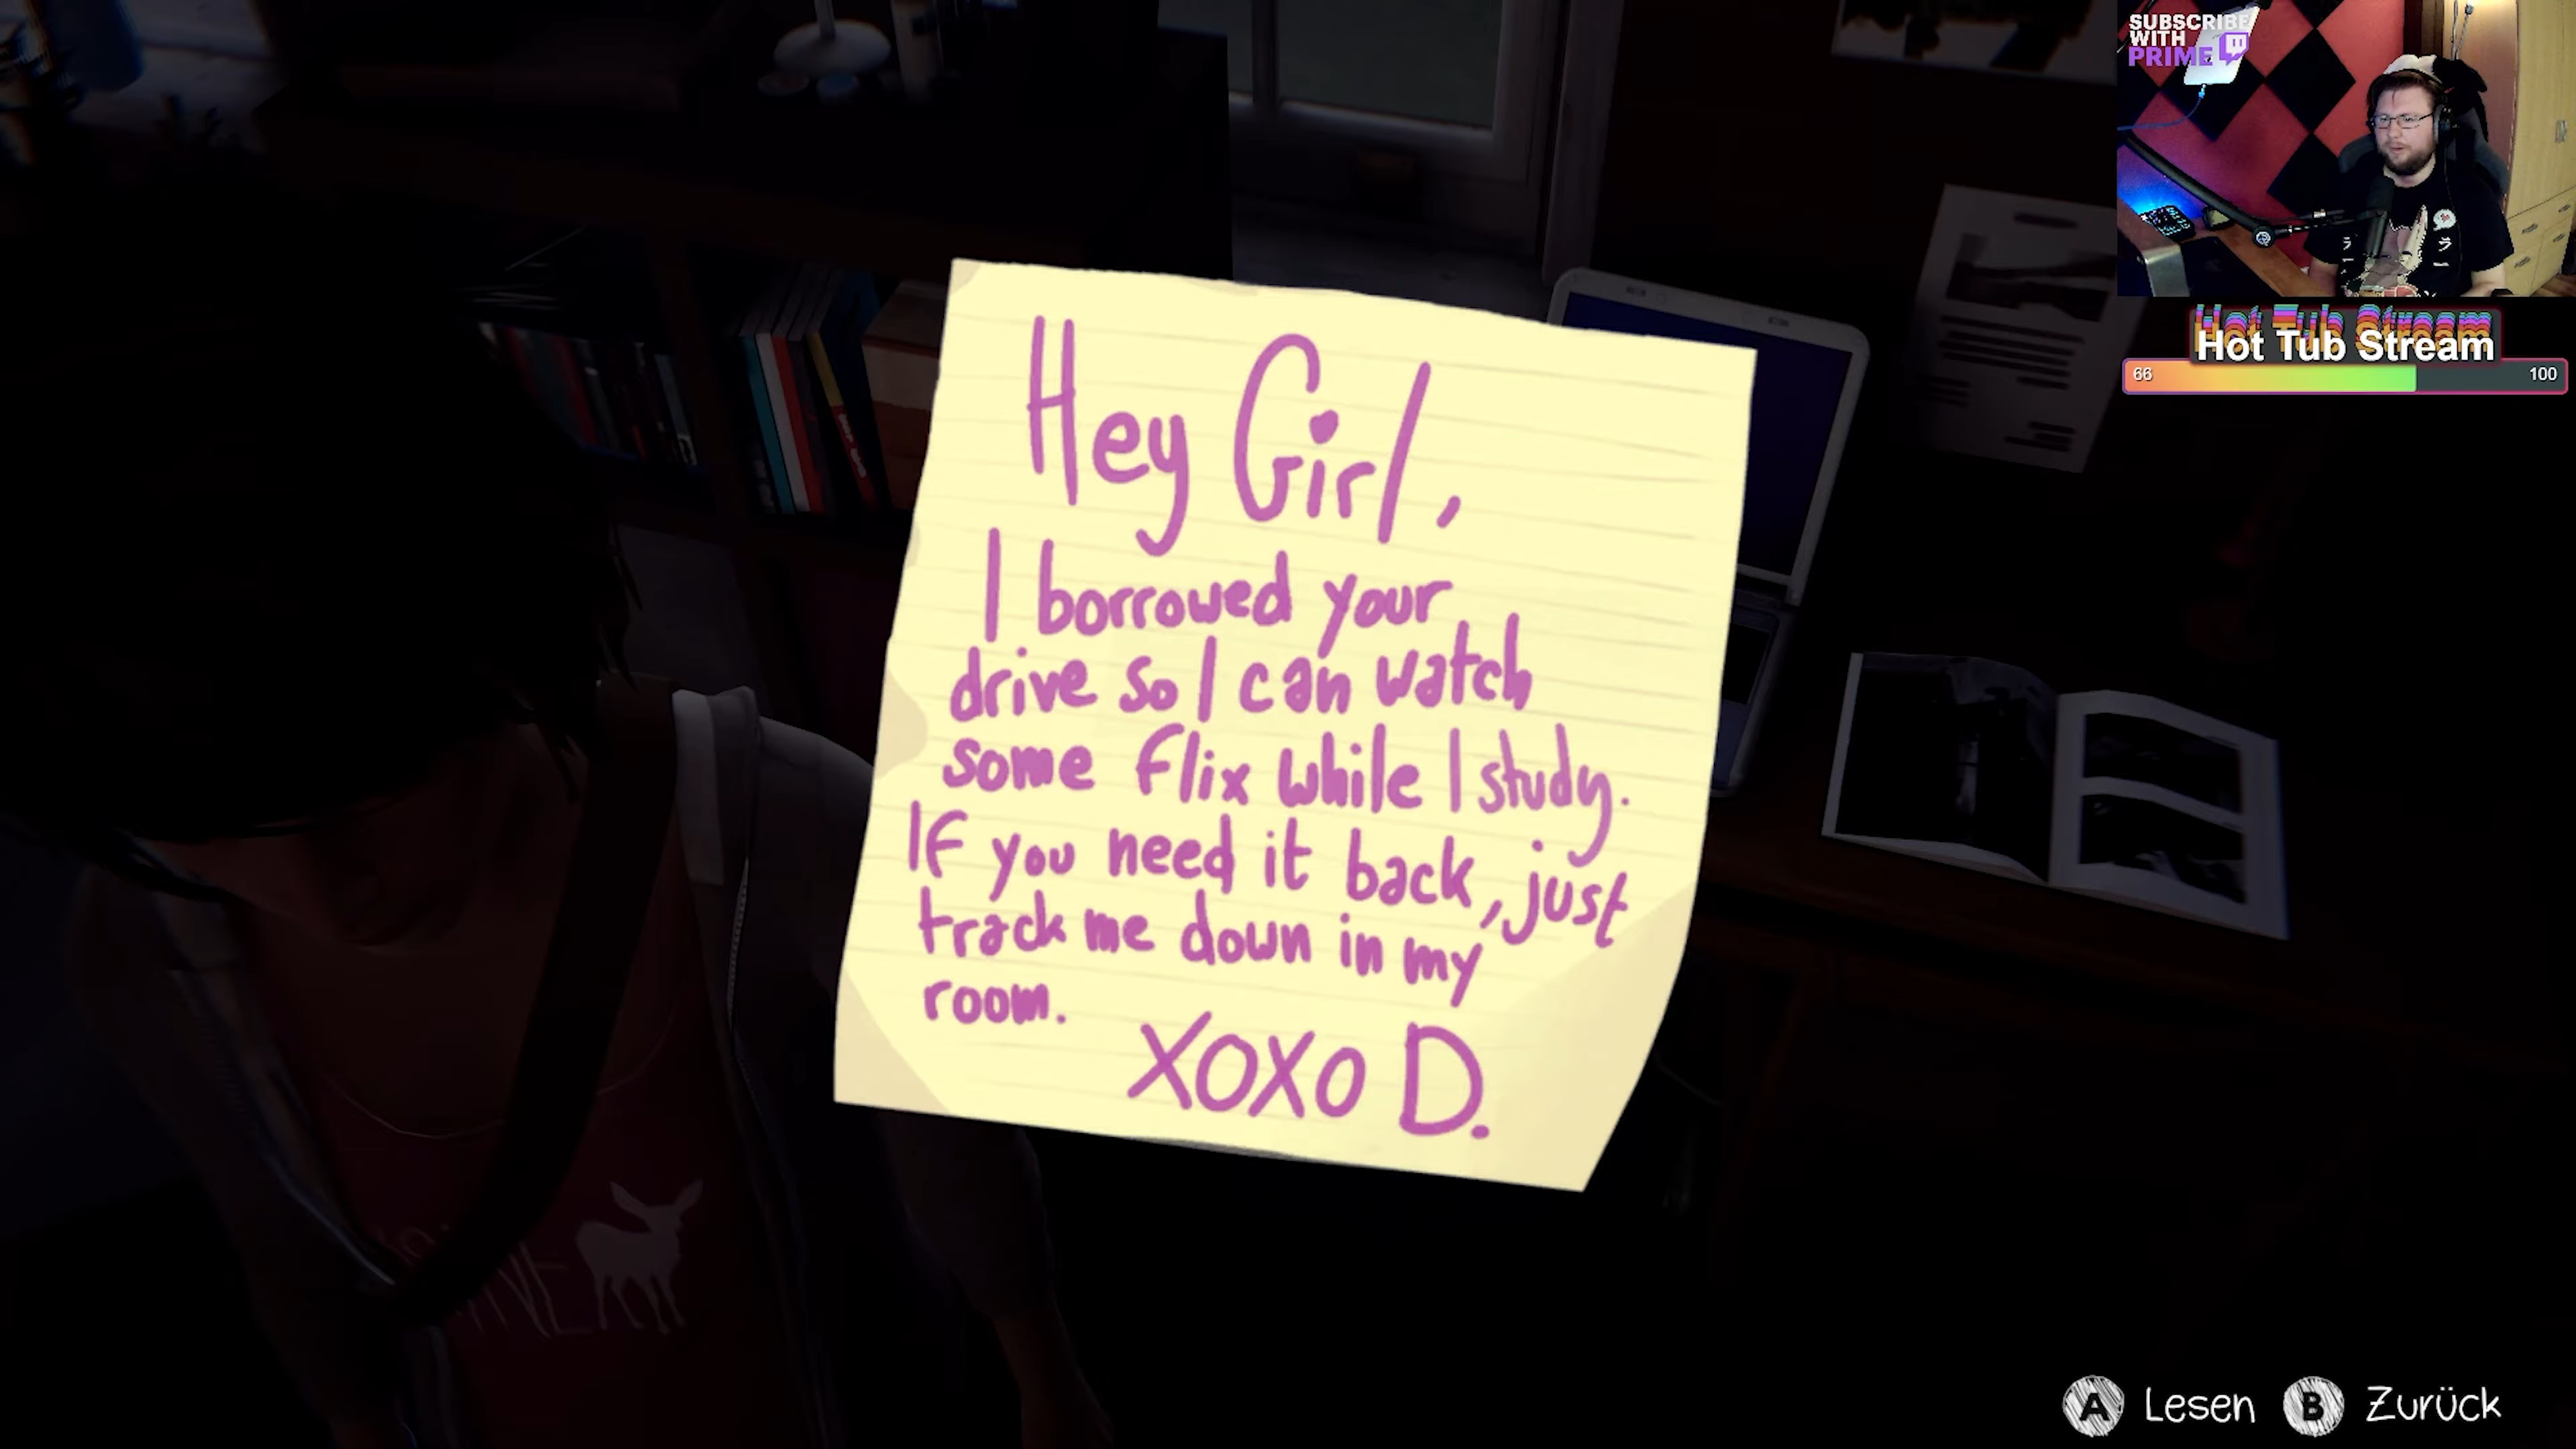 SUBSCRIBE
WITH
PRIME
Hot Tub Stream
66 100
Hey Girl,
I borrowed your
drive so I can watch
some flix while I study.
If you need it back, just
track me down in my
room.
XOXO D.
A Lesen B Zurück